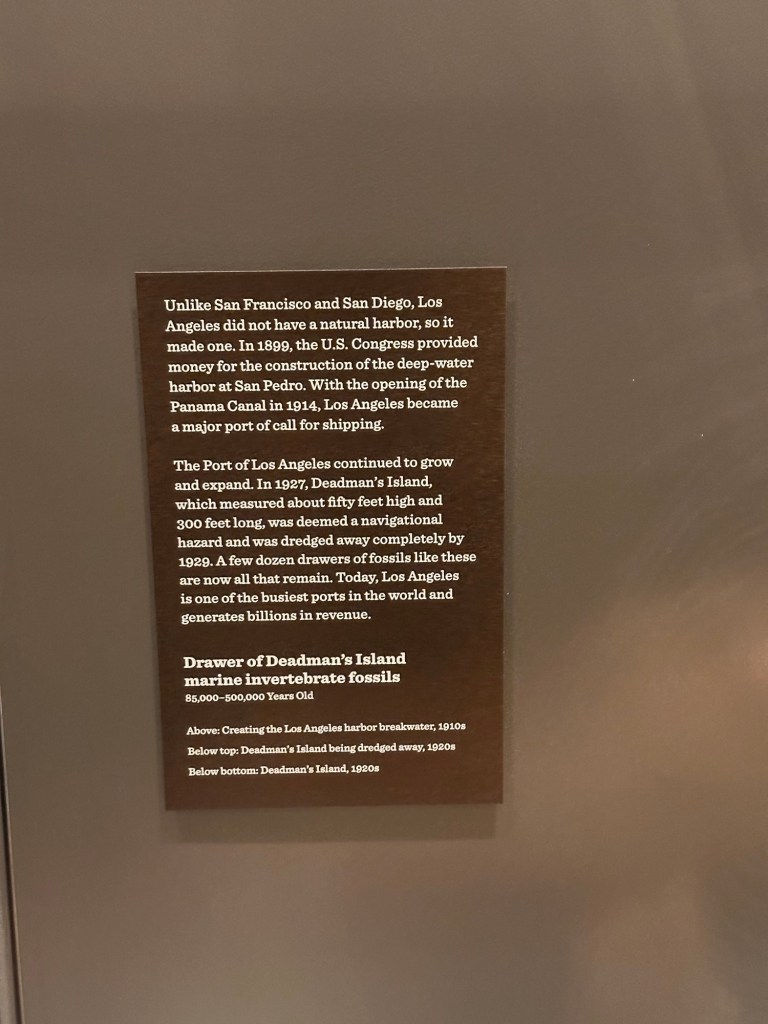 Unlike San Francisco and San Diego, Los
Angeles did not have a natural harbor, so it
made one. In 1899, the U.S. Congress provided
money for the construction of the deep-water
harbor at San Pedro. With the opening of the
Panama Canal in 1914, Los Angeles became
a major port of call for shipping.
The Port of Los Angeles continued to grow
and expand. In 1927, Deadman's Island,
which measured about fifty feet high and
300 feet long, was deemed a navigational
hazard and was dredged away completely by
1929. A few dozen drawers of fossils like these
are now all that remain. Today, Los Angeles
is one of the busiest ports in the world and
generates billions in revenue.
Drawer of Deadman's Island
marine invertebrate fossils
85,000–500,000 Years Old
Above: Creating the Los Angeles harbor breakwater, 1910s
Below top: Deadman's Island being dredged away, 1920s
Below bottom: Deadman's Island, 1920s